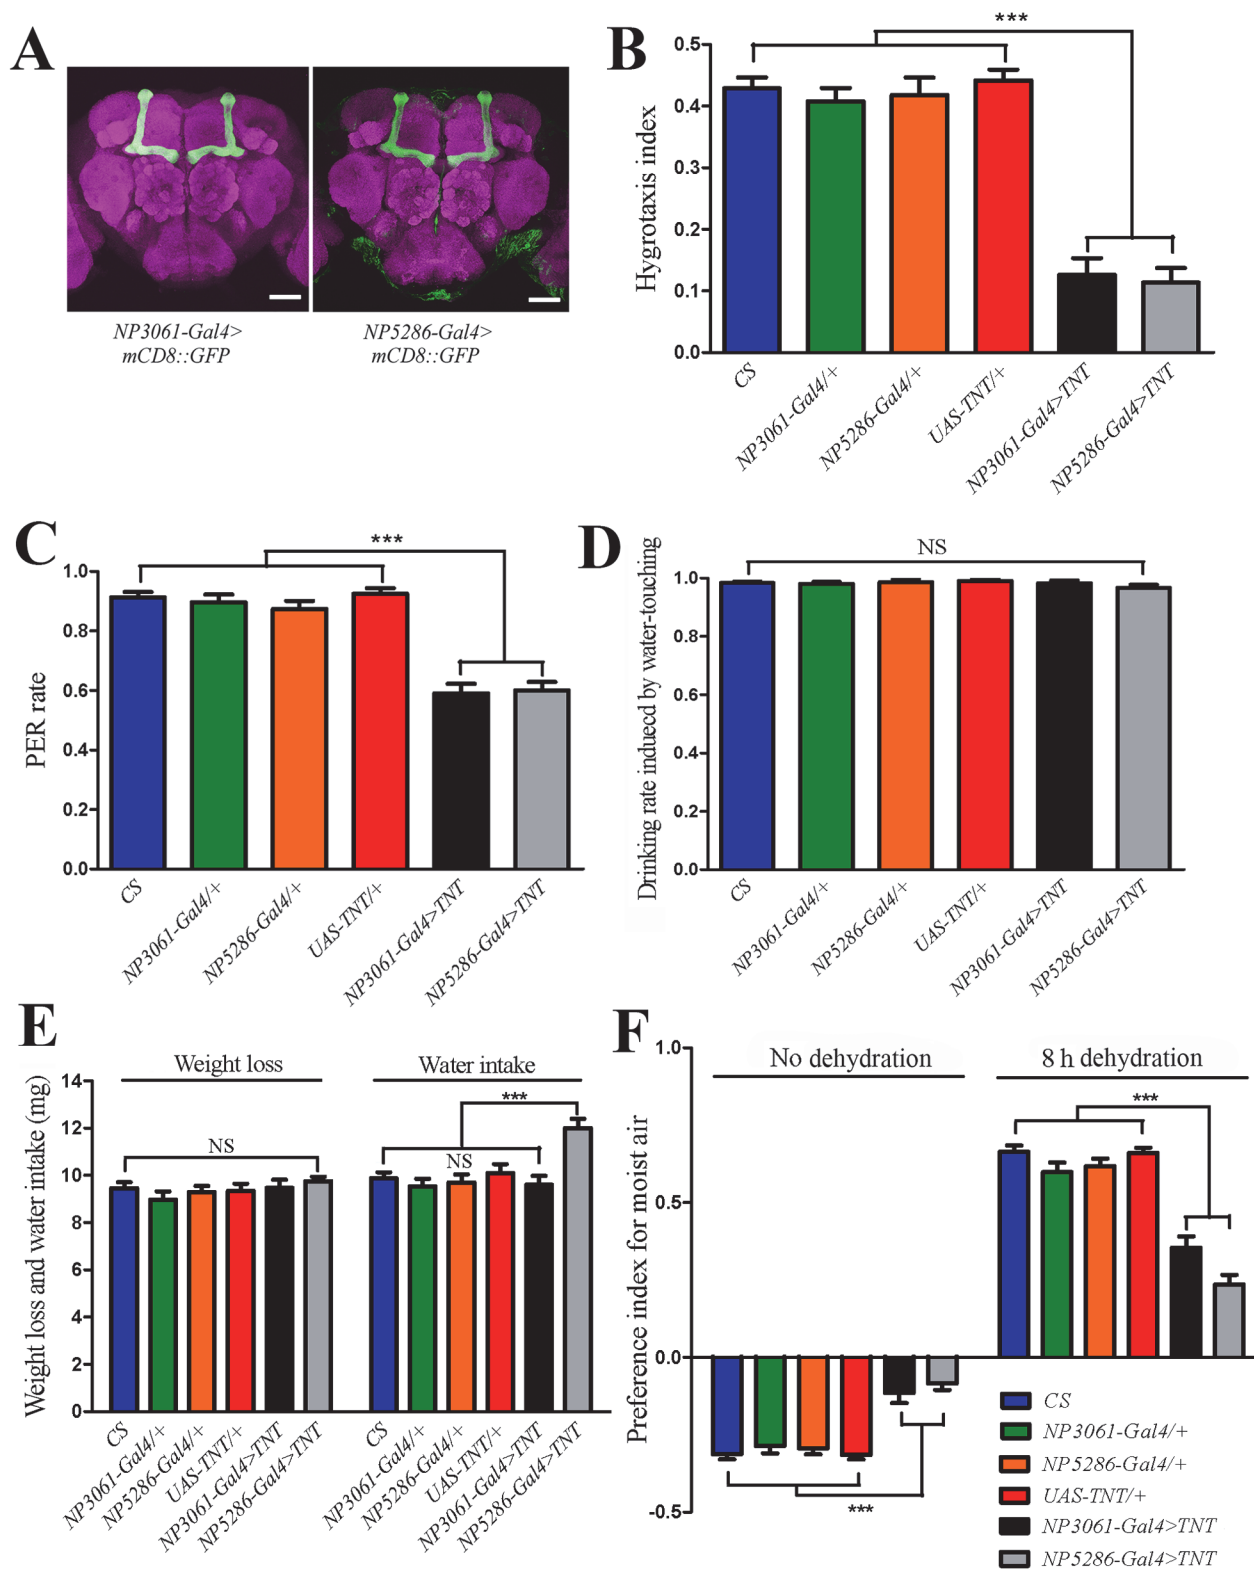 A
NP3061-Gal4>
mCD8::GFP
NP5286-Gal4>
mCD8::GFP
B
Hygrotaxis index
0.5
0.4
0.3
0.2
0.1
0.0
***
CS
NP3061-Gal4/+
NP5286-Gal4/+
UAS-TNT/+
NP3061-Gal4>TNT
NP5286-Gal4>TNT
C
PER rate
1.0
0.8
0.6
0.4
0.2
0.0
***
CS
NP3061-Gal4/+
NP5286-Gal4/+
UAS-TNT/+
NP3061-Gal4>TNT
NP5286-Gal4>TNT
D
Drinking rate induecd by water-touching
1.0
0.8
0.6
0.4
0.2
0.0
NS
CS
NP3061-Gal4/+
NP5286-Gal4/+
UAS-TNT/+
NP3061-Gal4>TNT
NP5286-Gal4>TNT
E
Weight loss and water intake (mg)
14
12
10
8
6
4
2
0
Weight loss
NS
Water intake
***
NS
CS
NP3061-Gal4/+
NP5286-Gal4/+
UAS-TNT/+
NP3061-Gal4>TNT
NP5286-Gal4>TNT
CS
NP3061-Gal4/+
NP5286-Gal4/+
UAS-TNT/+
NP3061-Gal4>TNT
NP5286-Gal4>TNT
F
Preference index for moist air
1.0
0.5
0.0
-0.5
No dehydration
8 h dehydration
***
***
CS
NP3061-Gal4/+
NP5286-Gal4/+
UAS-TNT/+
NP3061-Gal4>TNT
NP5286-Gal4>TNT